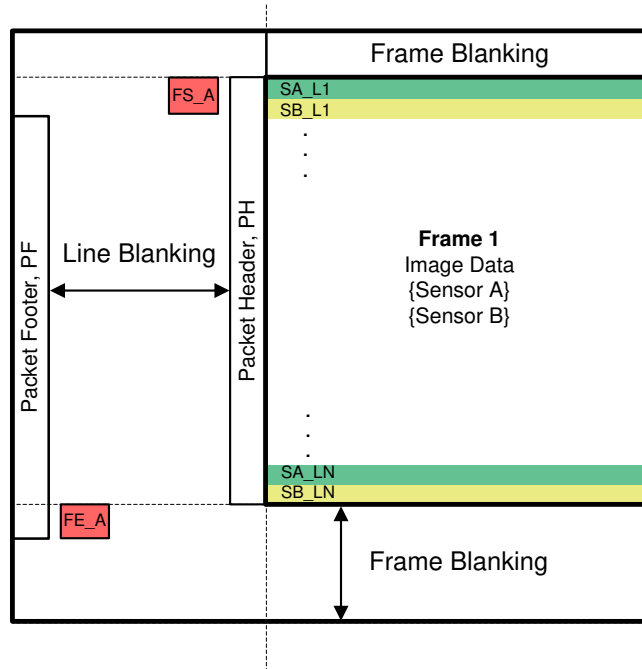 Frame Blanking
FS_A
SA_L1
SB_L1
.
.
.
Packet Footer, PF
Line Blanking
Packet Header, PH
Frame 1
Image Data
{Sensor A}
{Sensor B}
.
.
.
SA_LN
SB_LN
FE_A
Frame Blanking